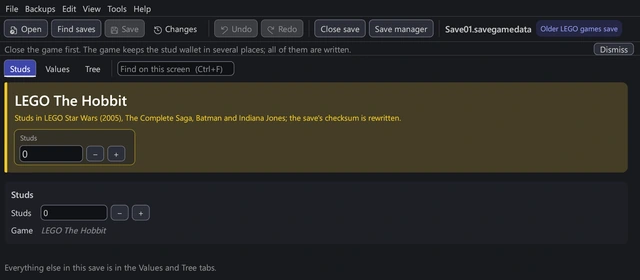 File Backups Edit View Tools Help
Open Find saves Save Changes Undo Redo Close save Save manager Save01.savegamedata Older LEGO games save
Close the game first. The game keeps the stud wallet in several places; all of them are written. Dismiss
Studs Values Tree Find on this screen (Ctrl+F)
LEGO The Hobbit
Studs in LEGO Star Wars (2005), The Complete Saga, Batman and Indiana Jones; the save's checksum is rewritten.
Studs
0 − +
Studs
Studs 0 − +
Game LEGO The Hobbit
Everything else in this save is in the Values and Tree tabs.